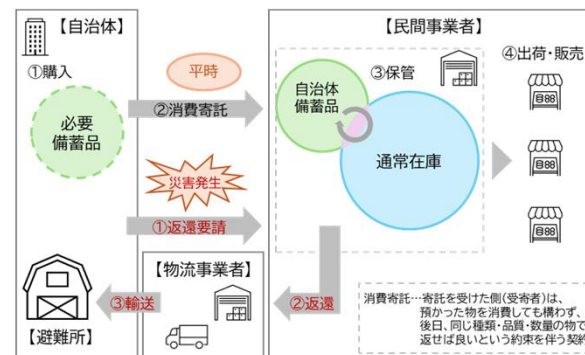 【自治体】
①購入
必要
備蓄品
平時
②消費寄託
災害発生
①返還要請
【民間事業者】
③保管
自治体
備蓄品
通常在庫
④出荷・販売
【物流事業者】
②返還
③輸送
【避難所】
消費寄託…寄託を受けた側(受寄者)は、
預かった物を消費しても構わず、
後日、同じ種類・品質・数量の物で
返せば良いという約束を伴う契約